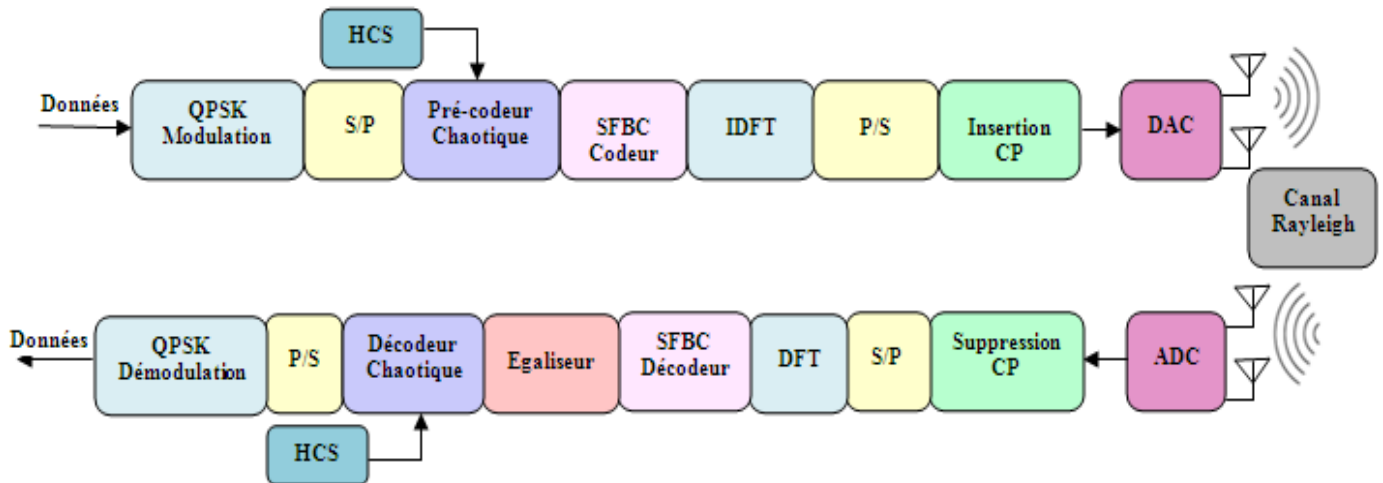 HCS
Données
QPSK
Modulation
S/P
Pré-codeur
Chaotique
SFBC
Codeur
IDFT
P/S
Insertion
CP
DAC
Canal
Rayleigh
Données
QPSK
Démodulation
P/S
Décodeur
Chaotique
Egaliseur
SFBC
Décodeur
DFT
S/P
Suppression
CP
ADC
HCS